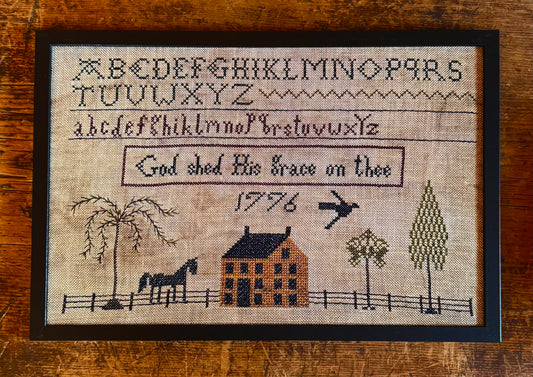 ABCDEFGHIKLMNOPQRS
TUVWXYZ
abcdefghiklmnopqrstuvwxyz
God shed His grace on thee
1776